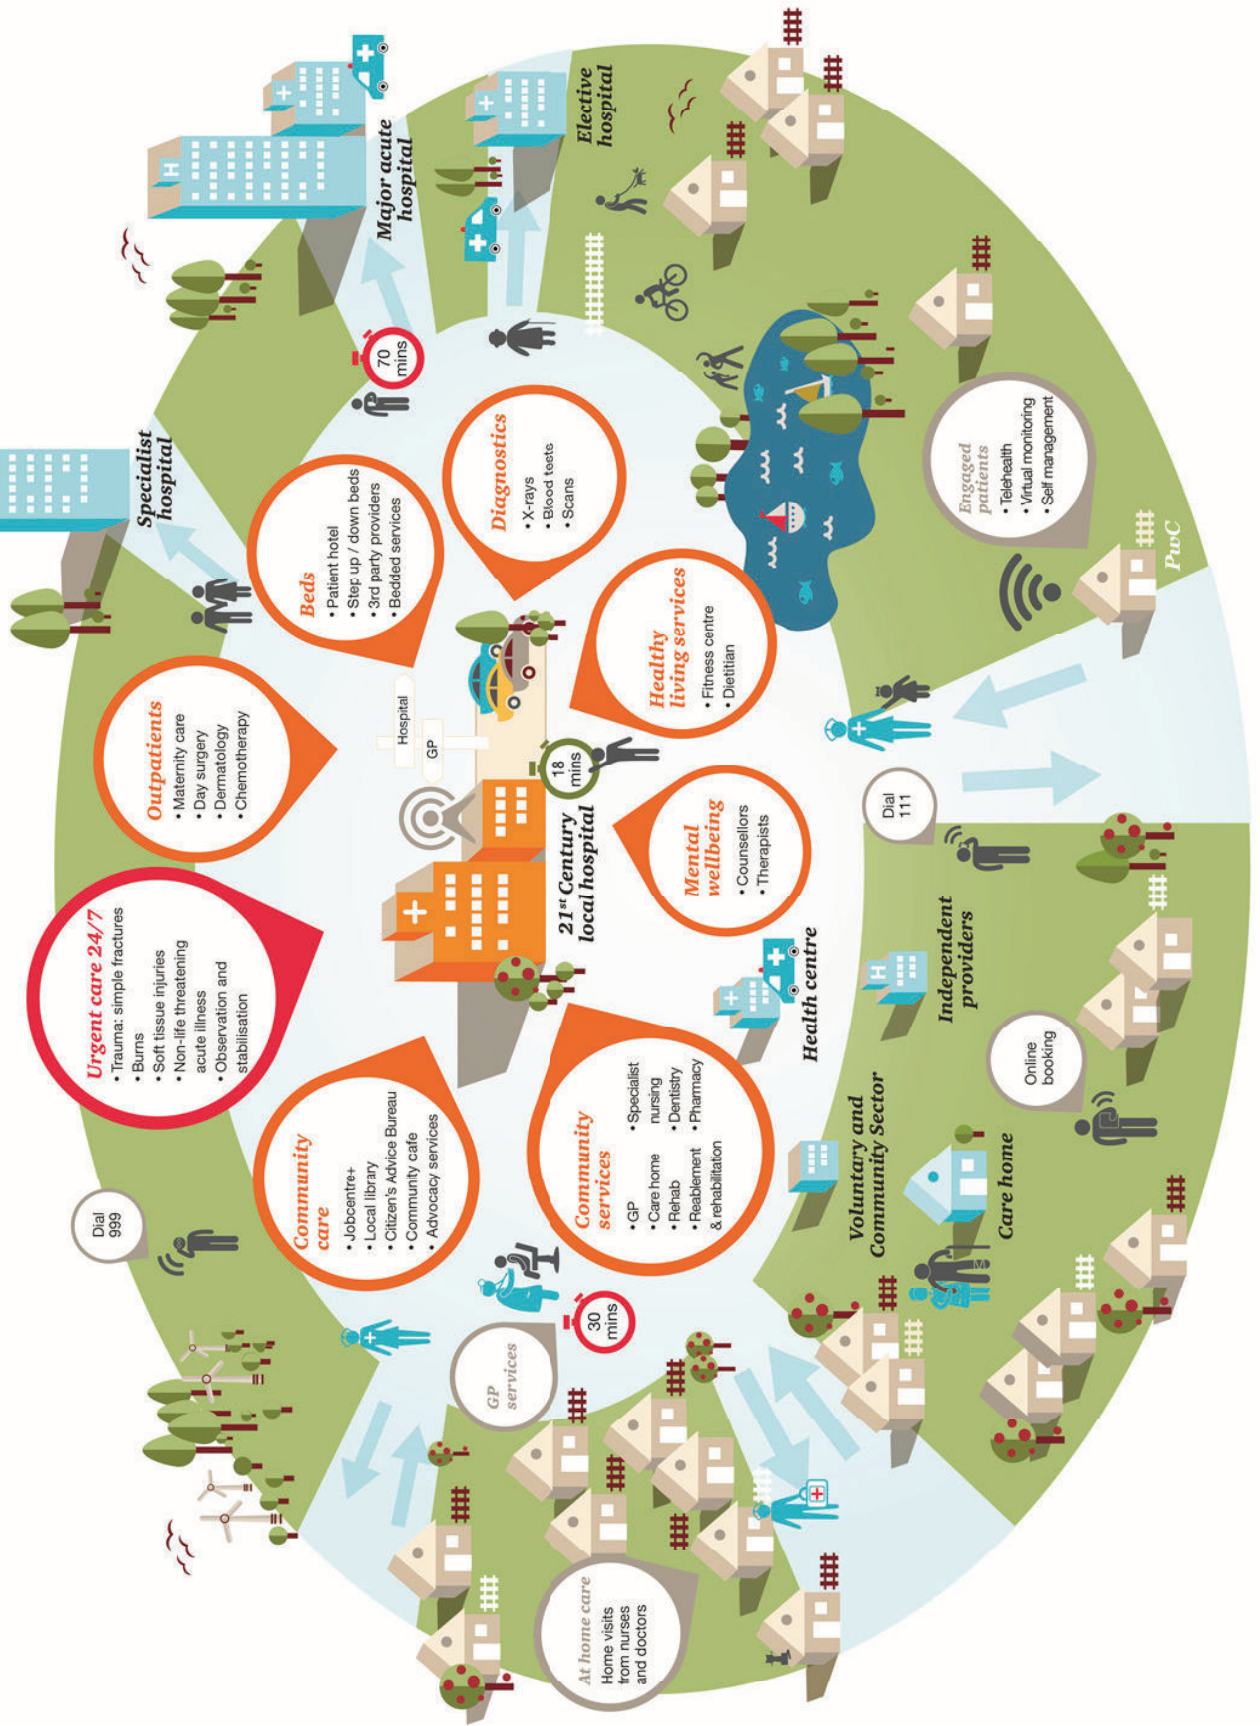 Dial
999
Urgent care 24/7
• Trauma: simple fractures
• Burns
• Soft tissue injuries
• Non-life threatening
acute illness
• Observation and
stabilisation
Outpatients
• Maternity care
• Day surgery
• Dermatology
• Chemotherapy
Specialist
hospital
Community
care
• Jobcentre+
• Local library
• Citizen's Advice Bureau
• Community cafe
• Advocacy services
Beds
• Patient hotel
• Step up / down beds
• 3rd party providers
• Bedded services
70
mins
H
Major acute
hospital
Hospital
GP
GP
services
30
mins
Community
services
• GP
• Care home
• Rehab
• Reablement
& rehabilitation
• Specialist
nursing
• Dentistry
• Pharmacy
21st Century
local hospital
18
mins
Diagnostics
• X-rays
• Blood tests
• Scans
Elective
hospital
At home care
Home visits
from nurses
and doctors
Mental
wellbeing
• Counsellors
• Therapists
Healthy
living services
• Fitness centre
• Dietitian
Health centre
Voluntary and
Community Sector
H
Independent
providers
Dial
111
Care home
Online
booking
Engaged
patients
• Telehealth
• Virtual monitoring
• Self management
PwC